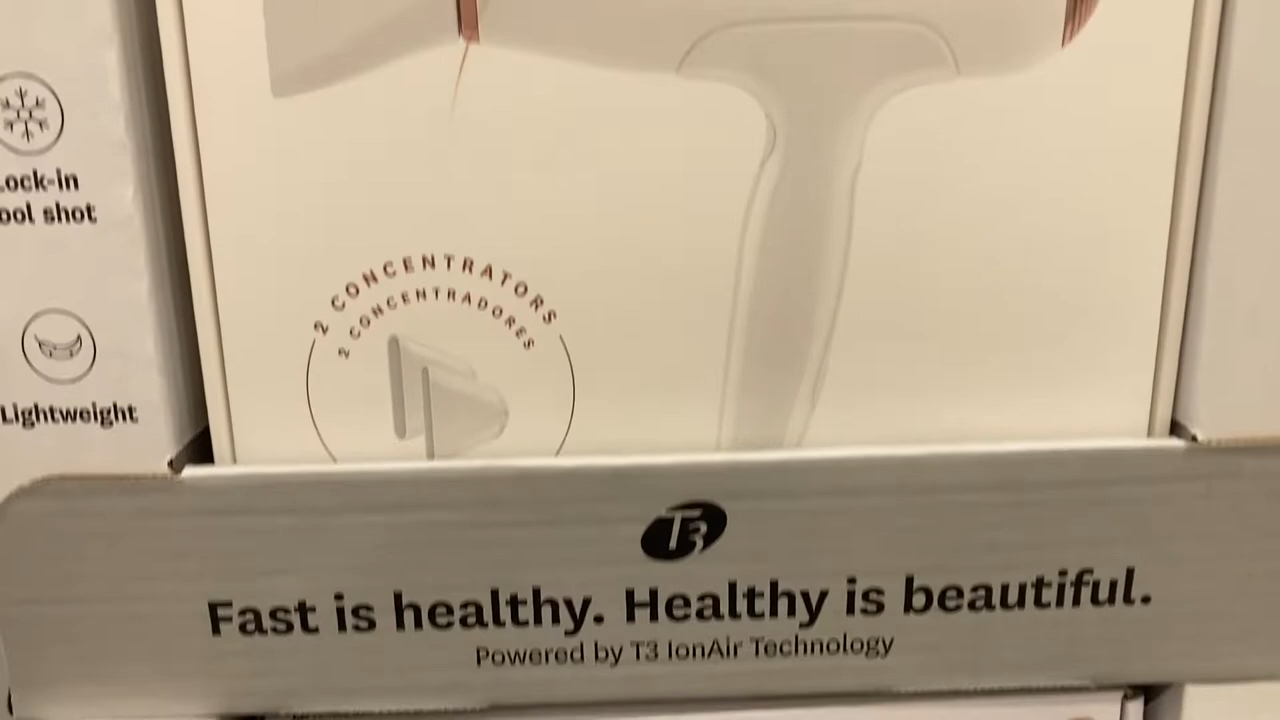 Lock-in
cool shot
Lightweight
2 CONCENTRATORS
2 CONCENTRADORES
T3
Fast is healthy. Healthy is beautiful.
Powered by T3 IonAir Technology